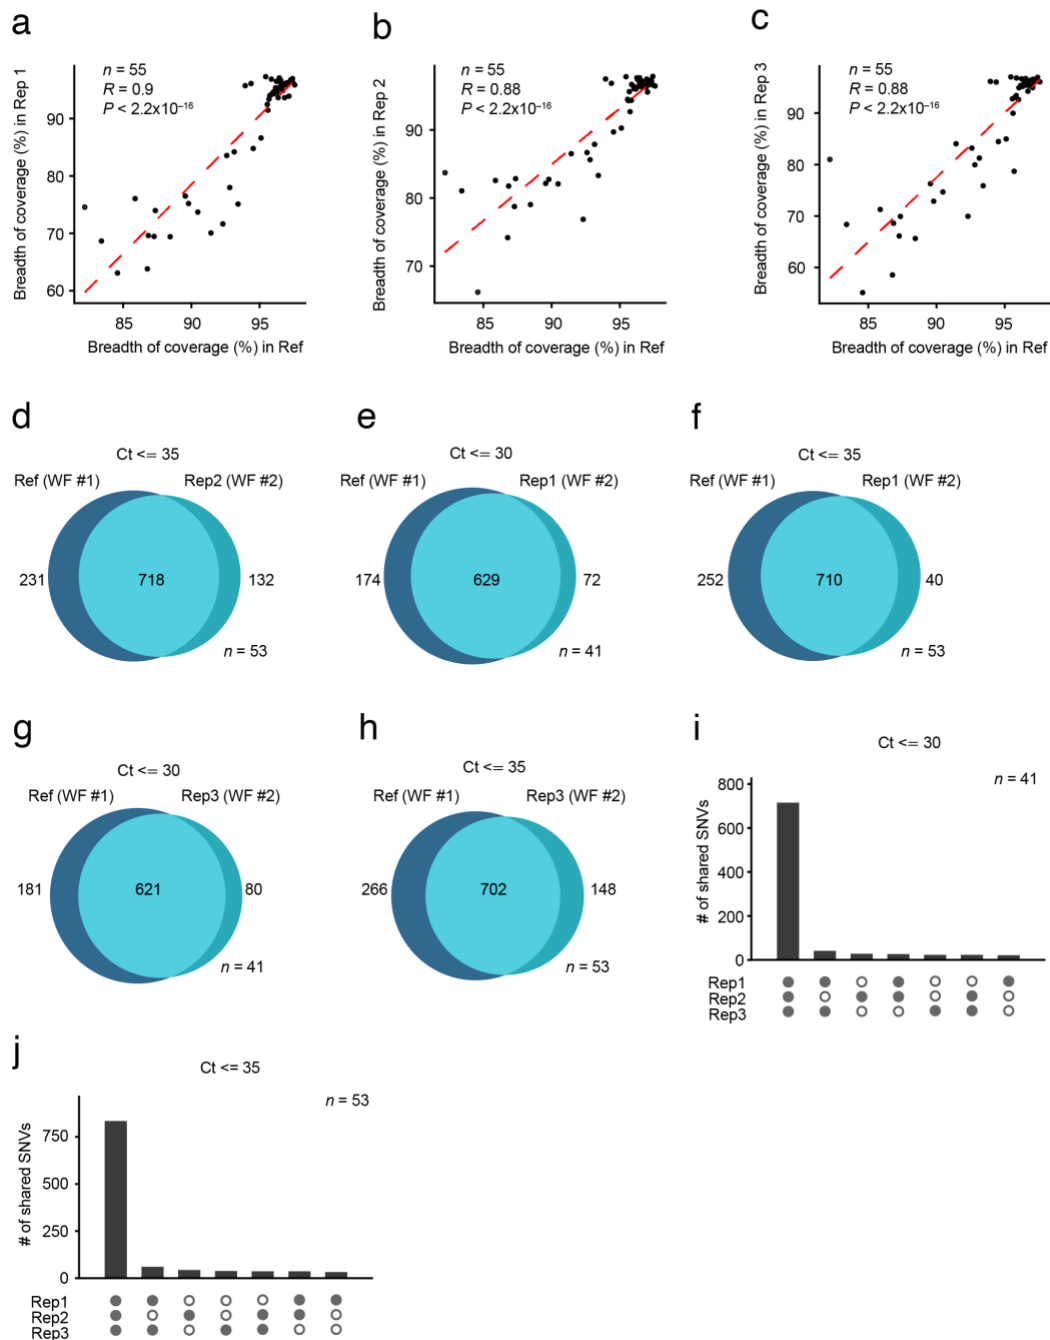 a
n = 55
R = 0.9
P < 2.2x10⁻¹⁶
Breadth of coverage (%) in Rep 1
90
80
70
60
85 90 95
Breadth of coverage (%) in Ref
b
n = 55
R = 0.88
P < 2.2x10⁻¹⁶
Breadth of coverage (%) in Rep 2
90
80
70
85 90 95
Breadth of coverage (%) in Ref
c
n = 55
R = 0.88
P < 2.2x10⁻¹⁶
Breadth of coverage (%) in Rep 3
90
80
70
60
85 90 95
Breadth of coverage (%) in Ref
d
Ct <= 35
Ref (WF #1) Rep2 (WF #2)
231 718 132
n = 53
e
Ct <= 30
Ref (WF #1) Rep1 (WF #2)
174 629 72
n = 41
f
Ct <= 35
Ref (WF #1) Rep1 (WF #2)
252 710 40
n = 53
g
Ct <= 30
Ref (WF #1) Rep3 (WF #2)
181 621 80
n = 41
h
Ct <= 35
Ref (WF #1) Rep3 (WF #2)
266 702 148
n = 53
i
Ct <= 30
n = 41
# of shared SNVs
800
600
400
200
0
Rep1
Rep2
Rep3
j
Ct <= 35
n = 53
# of shared SNVs
750
500
250
0
Rep1
Rep2
Rep3